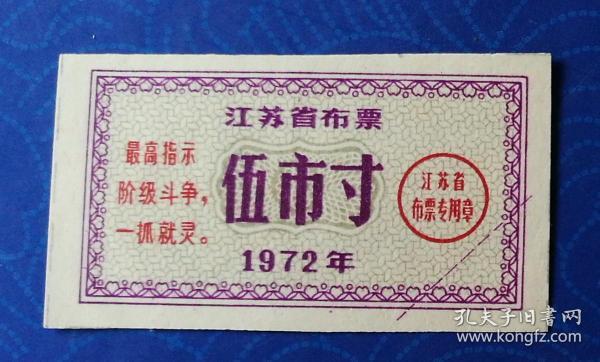 江苏省布票
最高指示
阶级斗争，
一抓就灵。
伍市寸
江苏省
布票专用章
1972年
孔夫子旧书网
kongfz.com